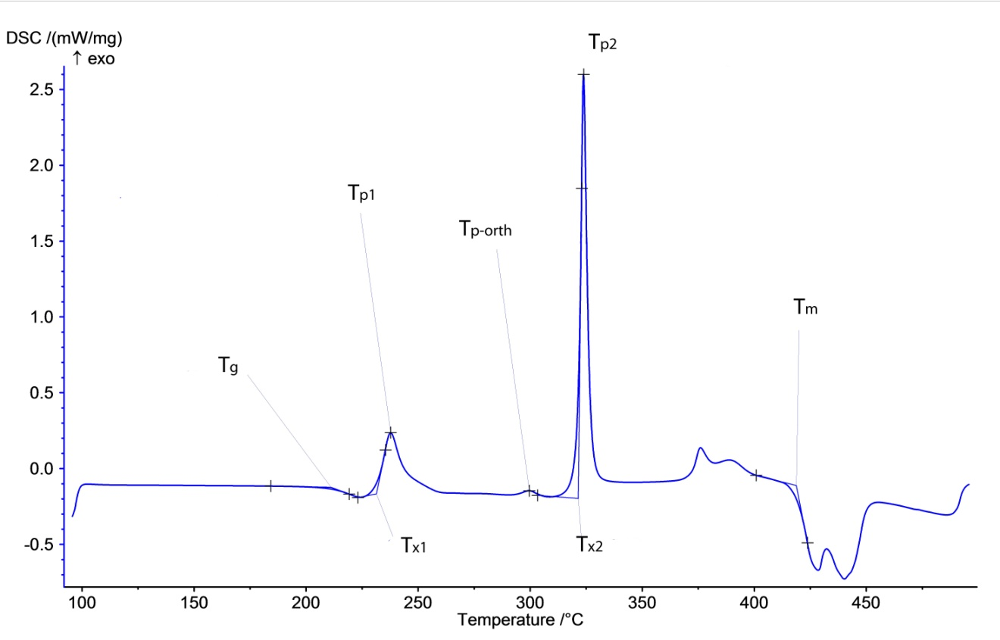 DSC /(mW/mg)
↑ exo
Tp2
2.5
2.0
Tp1
Tp-orth
1.5
1.0
Tm
Tg
0.5
0.0
-0.5
Tx1
Tx2
100 150 200 250 300 350 400 450
Temperature /°C